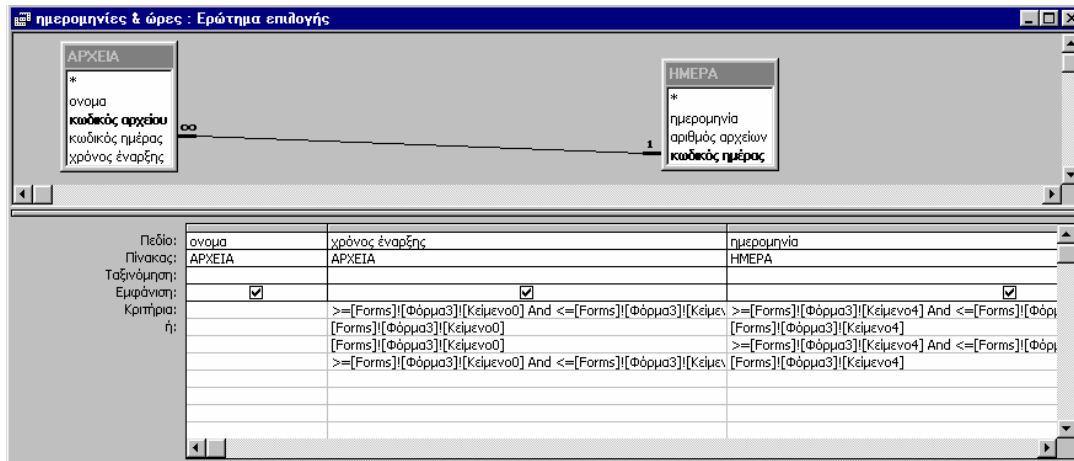 ημερομηνίες & ώρες : Ερώτημα επιλογής
ΑΡΧΕΙΑ
*
ονομα
κωδικός αρχείου
κωδικός ημέρας
χρόνος έναρξης
∞
1
ΗΜΕΡΑ
*
ημερομηνία
αριθμός αρχείων
κωδικός ημέρας
Πεδίο: ονομα χρόνος έναρξης ημερομηνία
Πίνακας: ΑΡΧΕΙΑ ΑΡΧΕΙΑ ΗΜΕΡΑ
Ταξινόμηση:
Εμφάνιση:
Κριτήρια: >=[Forms]![Φόρμα3]![Κείμενο0] And <=[Forms]![Φόρμα3]![Κείμεν >=[Forms]![Φόρμα3]![Κείμενο4] And <=[Forms]![Φόρμ
ή: [Forms]![Φόρμα3]![Κείμενο0] [Forms]![Φόρμα3]![Κείμενο4]
[Forms]![Φόρμα3]![Κείμενο0] >=[Forms]![Φόρμα3]![Κείμενο4] And <=[Forms]![Φόρμ
>=[Forms]![Φόρμα3]![Κείμενο0] And <=[Forms]![Φόρμα3]![Κείμεν [Forms]![Φόρμα3]![Κείμενο4]